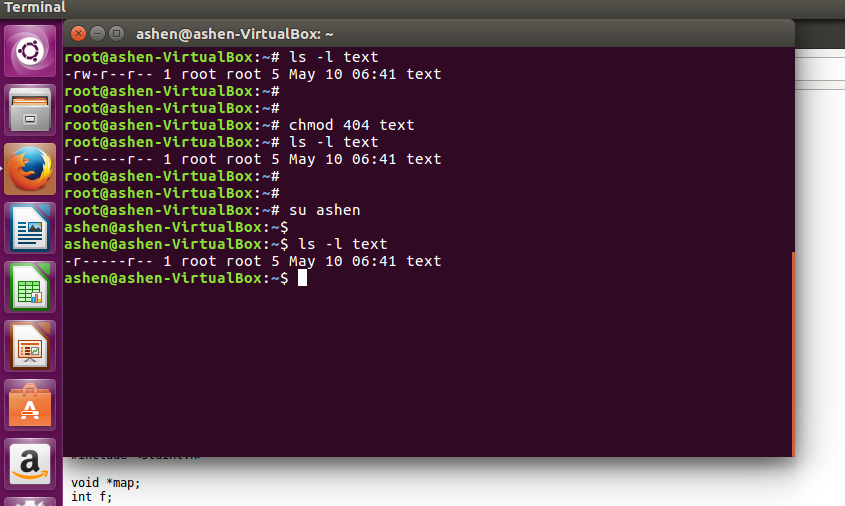 Terminal
ashen@ashen-VirtualBox: ~
root@ashen-VirtualBox:~# ls -l text
-rw-r--r-- 1 root root 5 May 10 06:41 text
root@ashen-VirtualBox:~#
root@ashen-VirtualBox:~#
root@ashen-VirtualBox:~# chmod 404 text
root@ashen-VirtualBox:~# ls -l text
-r-----r-- 1 root root 5 May 10 06:41 text
root@ashen-VirtualBox:~#
root@ashen-VirtualBox:~#
root@ashen-VirtualBox:~# su ashen
ashen@ashen-VirtualBox:~$
ashen@ashen-VirtualBox:~$ ls -l text
-r-----r-- 1 root root 5 May 10 06:41 text
ashen@ashen-VirtualBox:~$
a
#include <stdint.h>
void *map;
int f;